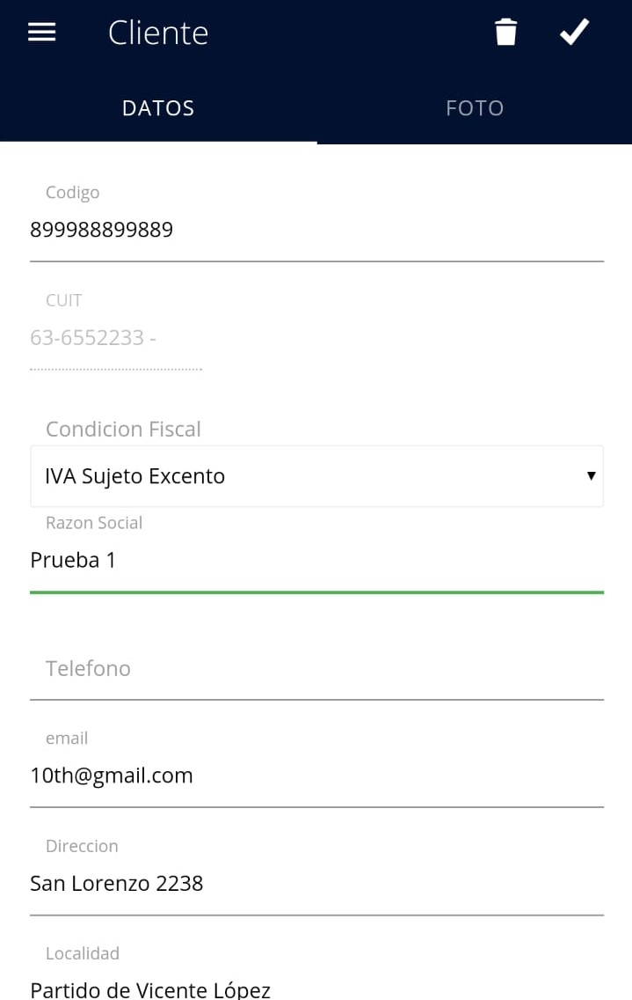 Cliente
DATOS
FOTO
Codigo
899988899889
CUIT
63-6552233 -
Condicion Fiscal
IVA Sujeto Excento
Razon Social
Prueba 1
Telefono
email
10th@gmail.com
Direccion
San Lorenzo 2238
Localidad
Partido de Vicente López